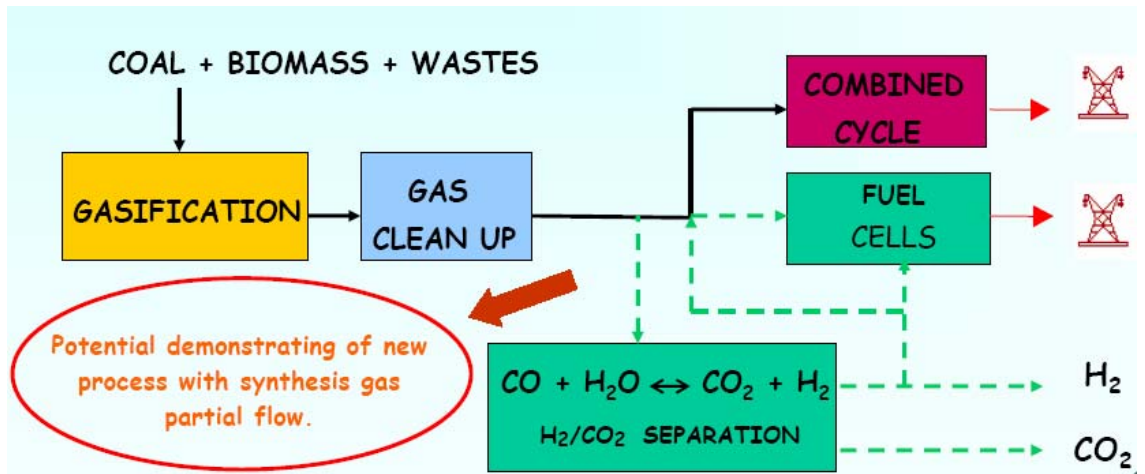 COAL + BIOMASS + WASTES
COMBINED
CYCLE
GASIFICATION
GAS
CLEAN UP
FUEL
CELLS
Potential demonstrating of new
process with synthesis gas
partial flow.
CO + H₂O ↔ CO₂ + H₂
H₂/CO₂ SEPARATION
H₂
CO₂